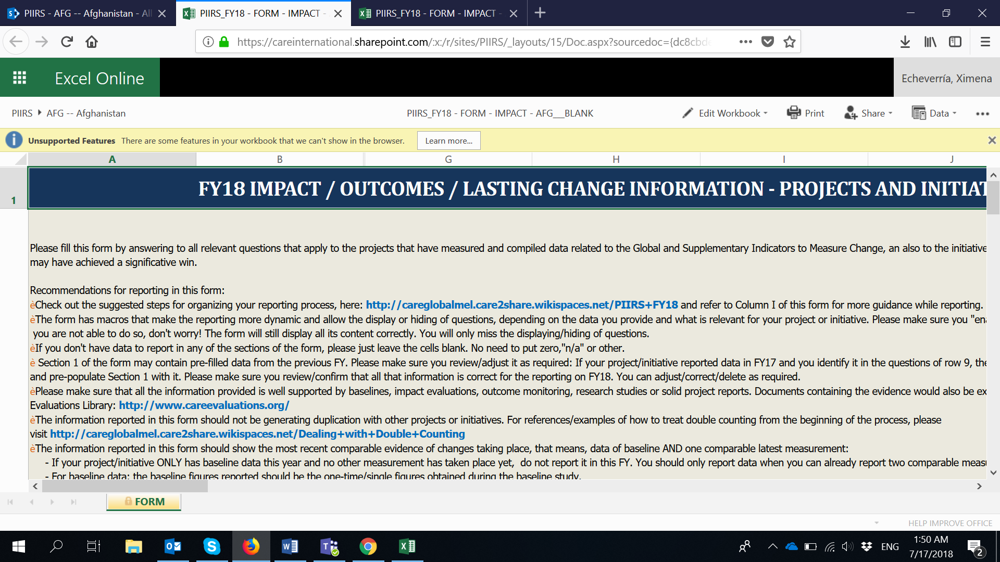 PIIRS - AFG -- Afghanistan - All
PIIRS_FY18 - FORM - IMPACT -
PIIRS_FY18 - FORM - IMPACT -
https://careinternational.sharepoint.com/:x:/r/sites/PIIRS/_layouts/15/Doc.aspx?sourcedoc={dc8cbde
Excel Online
Echeverría, Ximena
PIIRS AFG -- Afghanistan
PIIRS_FY18 - FORM - IMPACT - AFG__BLANK
Edit Workbook
Print
Share
Data
Unsupported Features There are some features in your workbook that we can't show in the browser.
Learn more...
A B G H I J
1
FY18 IMPACT / OUTCOMES / LASTING CHANGE INFORMATION - PROJECTS AND INITIAT
Please fill this form by answering to all relevant questions that apply to the projects that have measured and compiled data related to the Global and Supplementary Indicators to Measure Change, an also to the initiative
may have achieved a significative win.
Recommendations for reporting in this form:
èCheck out the suggested steps for organizing your reporting process, here: http://careglobalmel.care2share.wikispaces.net/PIIRS+FY18 and refer to Column I of this form for more guidance while reporting.
èThe form has macros that make the reporting more dynamic and allow the display or hiding of questions, depending on the data you provide and what is relevant for your project or initiative. Please make sure you "ena
you are not able to do so, don't worry! The form will still display all its content correctly. You will only miss the displaying/hiding of questions.
èIf you don't have data to report in any of the sections of the form, please just leave the cells blank. No need to put zero,"n/a" or other.
è Section 1 of the form may contain pre-filled data from the previous FY. Please make sure you review/adjust it as required: If your project/initiative reported data in FY17 and you identify it in the questions of row 9, the
and pre-populate Section 1 with it. Please make sure you review/confirm that all that information is correct for the reporting on FY18. You can adjust/correct/delete as required.
èPlease make sure that all the information provided is well supported by baselines, impact evaluations, outcome monitoring, research studies or solid project reports. Documents containing the evidence would also be ex
Evaluations Library: http://www.careevaluations.org/
èThe information reported in this form should not be generating duplication with other projects or initiatives. For references/examples of how to treat double counting from the beginning of the process, please
visit http://careglobalmel.care2share.wikispaces.net/Dealing+with+Double+Counting
èThe information reported in this form should show the most recent comparable evidence of changes taking place, that means, data of baseline AND one comparable latest measurement:
- If your project/initiative ONLY has baseline data this year and no other measurement has taken place yet, do not report it in this FY. You should only report data when you can already report two comparable measu
- For baseline data: the baseline figures reported should be the one-time/single figures obtained during the baseline study.
FORM
HELP IMPROVE OFFICE
ENG
1:50 AM
7/17/2018
2